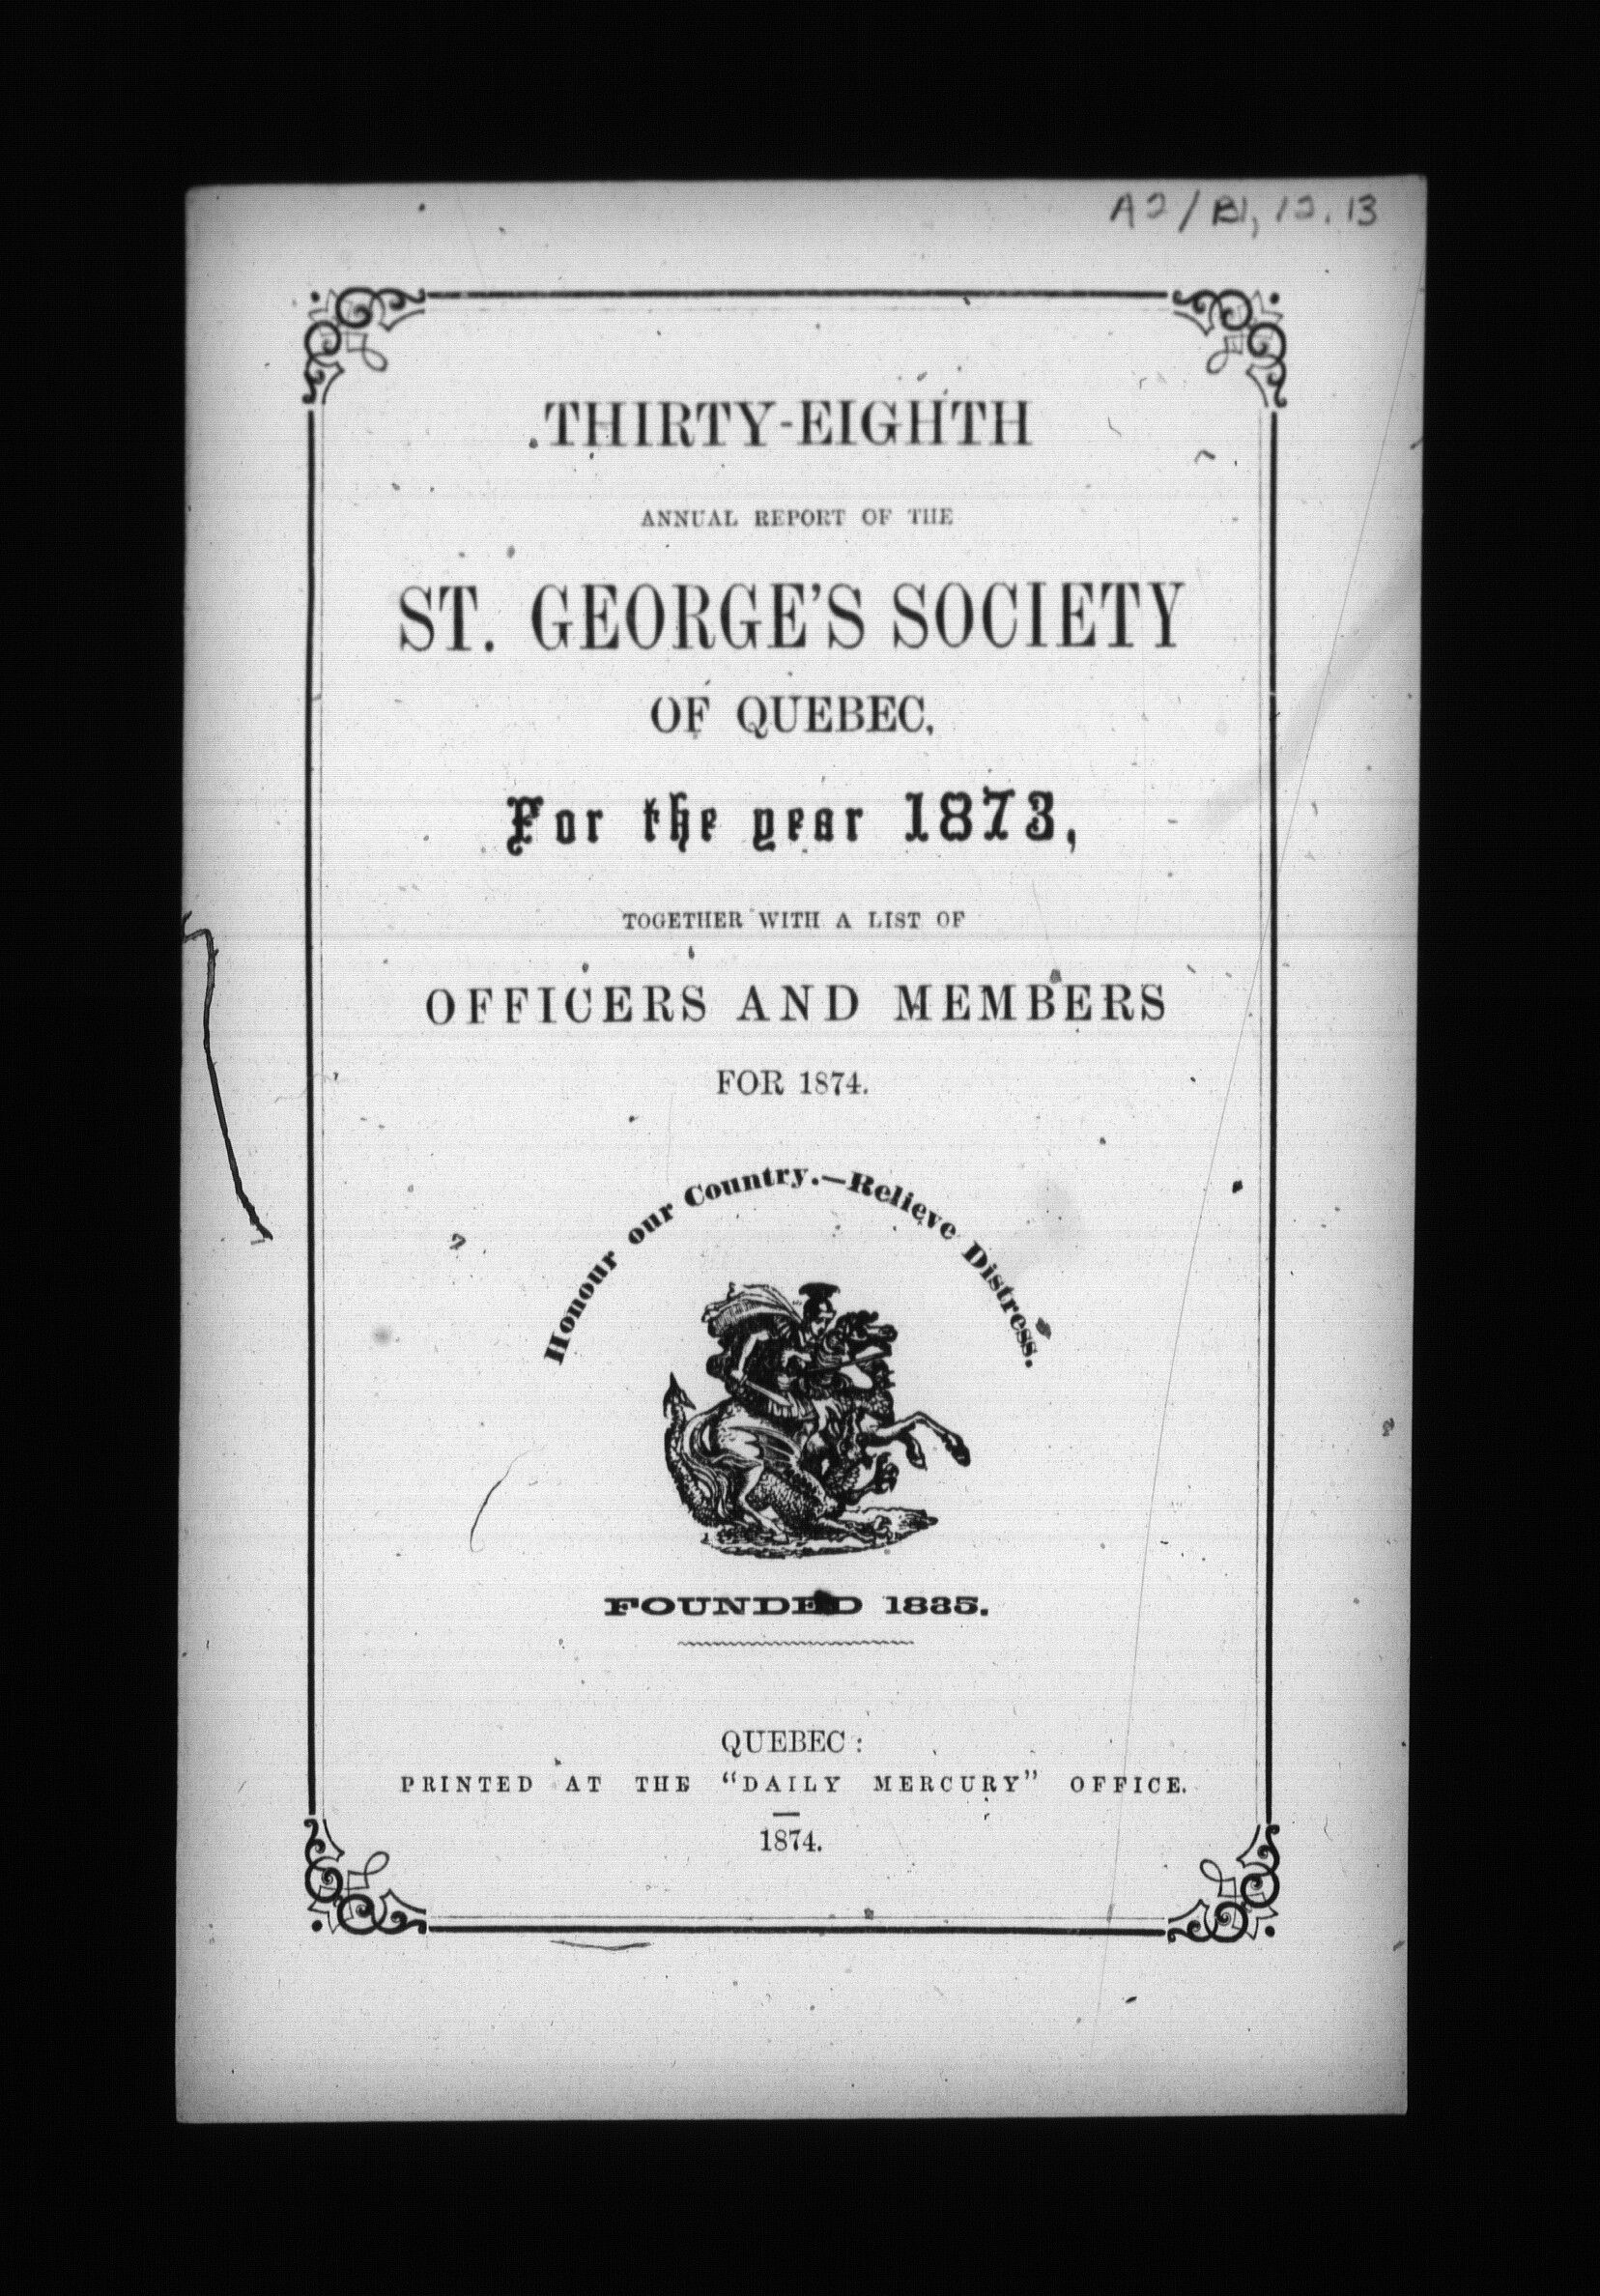 A2/B1, 12.13
THIRTY-EIGHTH
ANNUAL REPORT OF THE
ST. GEORGE'S SOCIETY
OF QUEBEC,
For the year 1873,
TOGETHER WITH A LIST OF
OFFICERS AND MEMBERS
FOR 1874.
Honour our Country.—Relieve Distress.
FOUNDED 1835.
QUEBEC:
PRINTED AT THE "DAILY MERCURY" OFFICE.
1874.